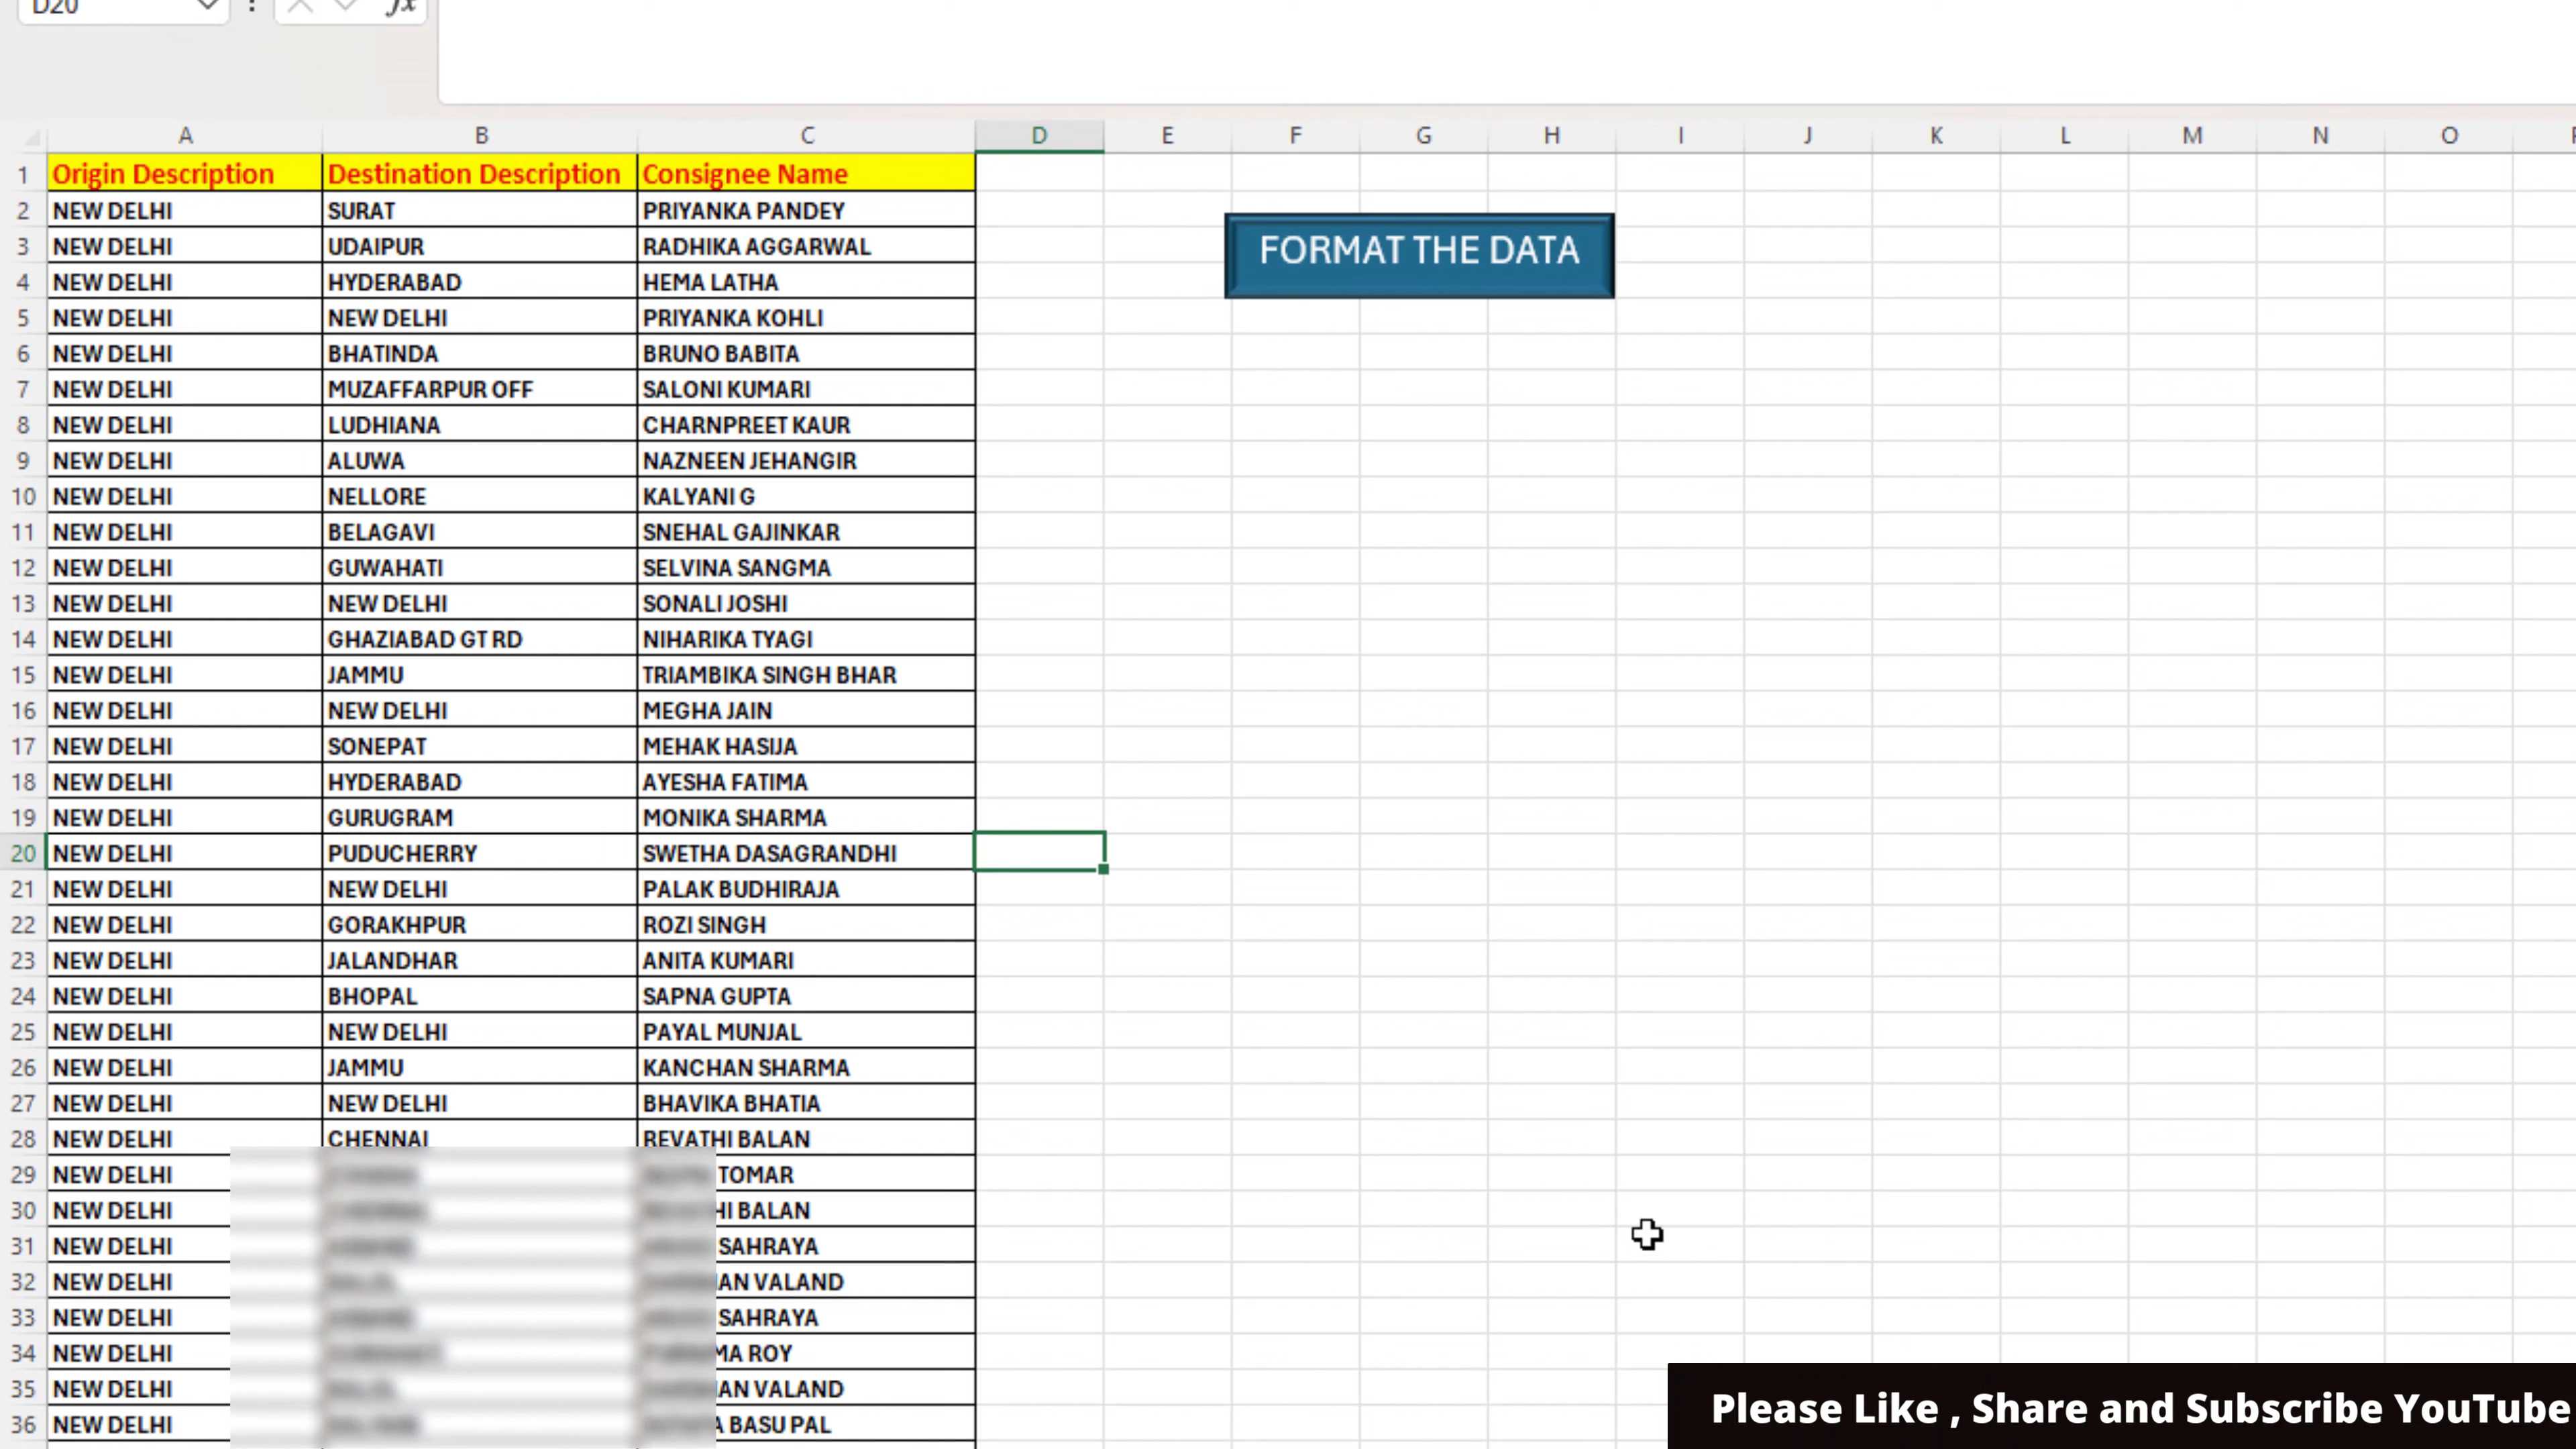 D20 fx
A B C D E F G H I J K L M N O
1 Origin Description Destination Description Consignee Name
2 NEW DELHI SURAT PRIYANKA PANDEY
3 NEW DELHI UDAIPUR RADHIKA AGGARWAL
FORMAT THE DATA
4 NEW DELHI HYDERABAD HEMA LATHA
5 NEW DELHI NEW DELHI PRIYANKA KOHLI
6 NEW DELHI BHATINDA BRUNO BABITA
7 NEW DELHI MUZAFFARPUR OFF SALONI KUMARI
8 NEW DELHI LUDHIANA CHARNPREET KAUR
9 NEW DELHI ALUWA NAZNEEN JEHANGIR
10 NEW DELHI NELLORE KALYANI G
11 NEW DELHI BELAGAVI SNEHAL GAJINKAR
12 NEW DELHI GUWAHATI SELVINA SANGMA
13 NEW DELHI NEW DELHI SONALI JOSHI
14 NEW DELHI GHAZIABAD GT RD NIHARIKA TYAGI
15 NEW DELHI JAMMU TRIAMBIKA SINGH BHAR
16 NEW DELHI NEW DELHI MEGHA JAIN
17 NEW DELHI SONEPAT MEHAK HASIJA
18 NEW DELHI HYDERABAD AYESHA FATIMA
19 NEW DELHI GURUGRAM MONIKA SHARMA
20 NEW DELHI PUDUCHERRY SWETHA DASAGRANDHI
21 NEW DELHI NEW DELHI PALAK BUDHIRAJA
22 NEW DELHI GORAKHPUR ROZI SINGH
23 NEW DELHI JALANDHAR ANITA KUMARI
24 NEW DELHI BHOPAL SAPNA GUPTA
25 NEW DELHI NEW DELHI PAYAL MUNJAL
26 NEW DELHI JAMMU KANCHAN SHARMA
27 NEW DELHI NEW DELHI BHAVIKA BHATIA
28 NEW DELHI CHENNAI REVATHI BALAN
29 NEW DELHI TOMAR
30 NEW DELHI BALAN
31 NEW DELHI SAHRAYA
32 NEW DELHI VALAND
33 NEW DELHI SAHRAYA
34 NEW DELHI ROY
35 NEW DELHI VALAND
36 NEW DELHI BASU PAL
Please Like , Share and Subscribe YouTube